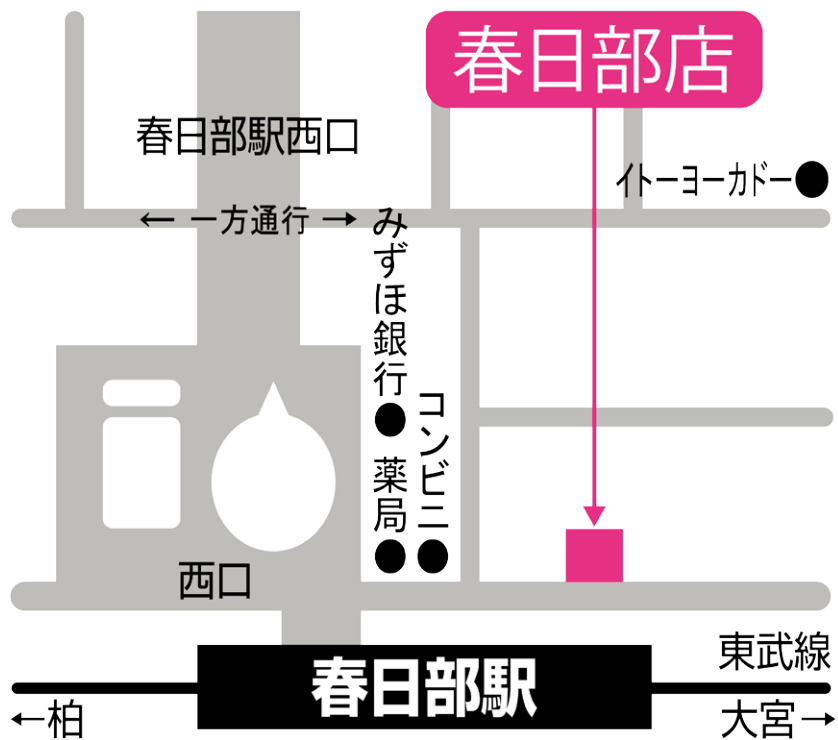 春日部店
春日部駅西口
イトーヨーカドー
← 一方通行 →
みずほ銀行
コンビニ
薬局
西口
春日部駅
東武線
←柏
大宮→